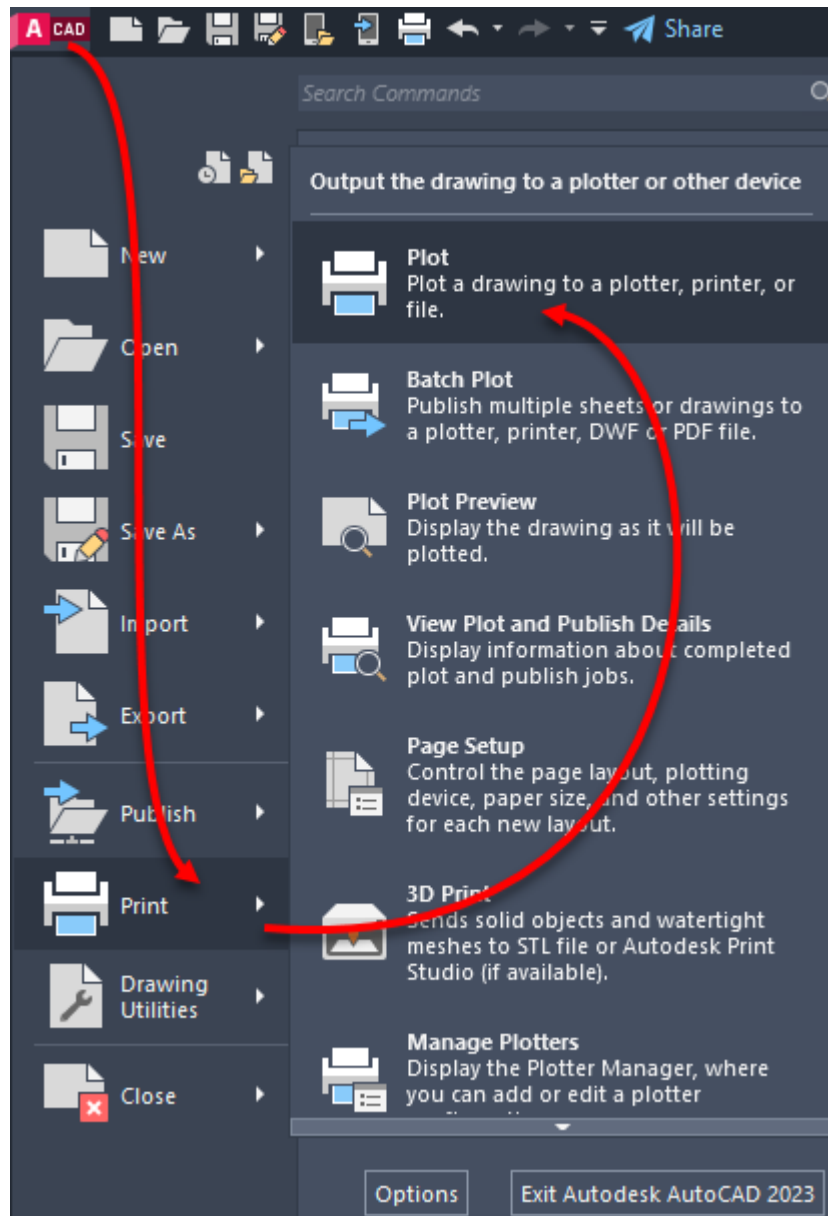 A CAD
Share
Search Commands
Output the drawing to a plotter or other device
New
Open
Save
Save As
Import
Export
Publish
Print
Drawing
Utilities
Close
Plot
Plot a drawing to a plotter, printer, or
file.
Batch Plot
Publish multiple sheets or drawings to
a plotter, printer, DWF or PDF file.
Plot Preview
Display the drawing as it will be
plotted.
View Plot and Publish Details
Display information about completed
plot and publish jobs.
Page Setup
Control the page layout, plotting
device, paper size, and other settings
for each new layout.
3D Print
Sends solid objects and watertight
meshes to STL file or Autodesk Print
Studio (if available).
Manage Plotters
Display the Plotter Manager, where
you can add or edit a plotter
Options
Exit Autodesk AutoCAD 2023